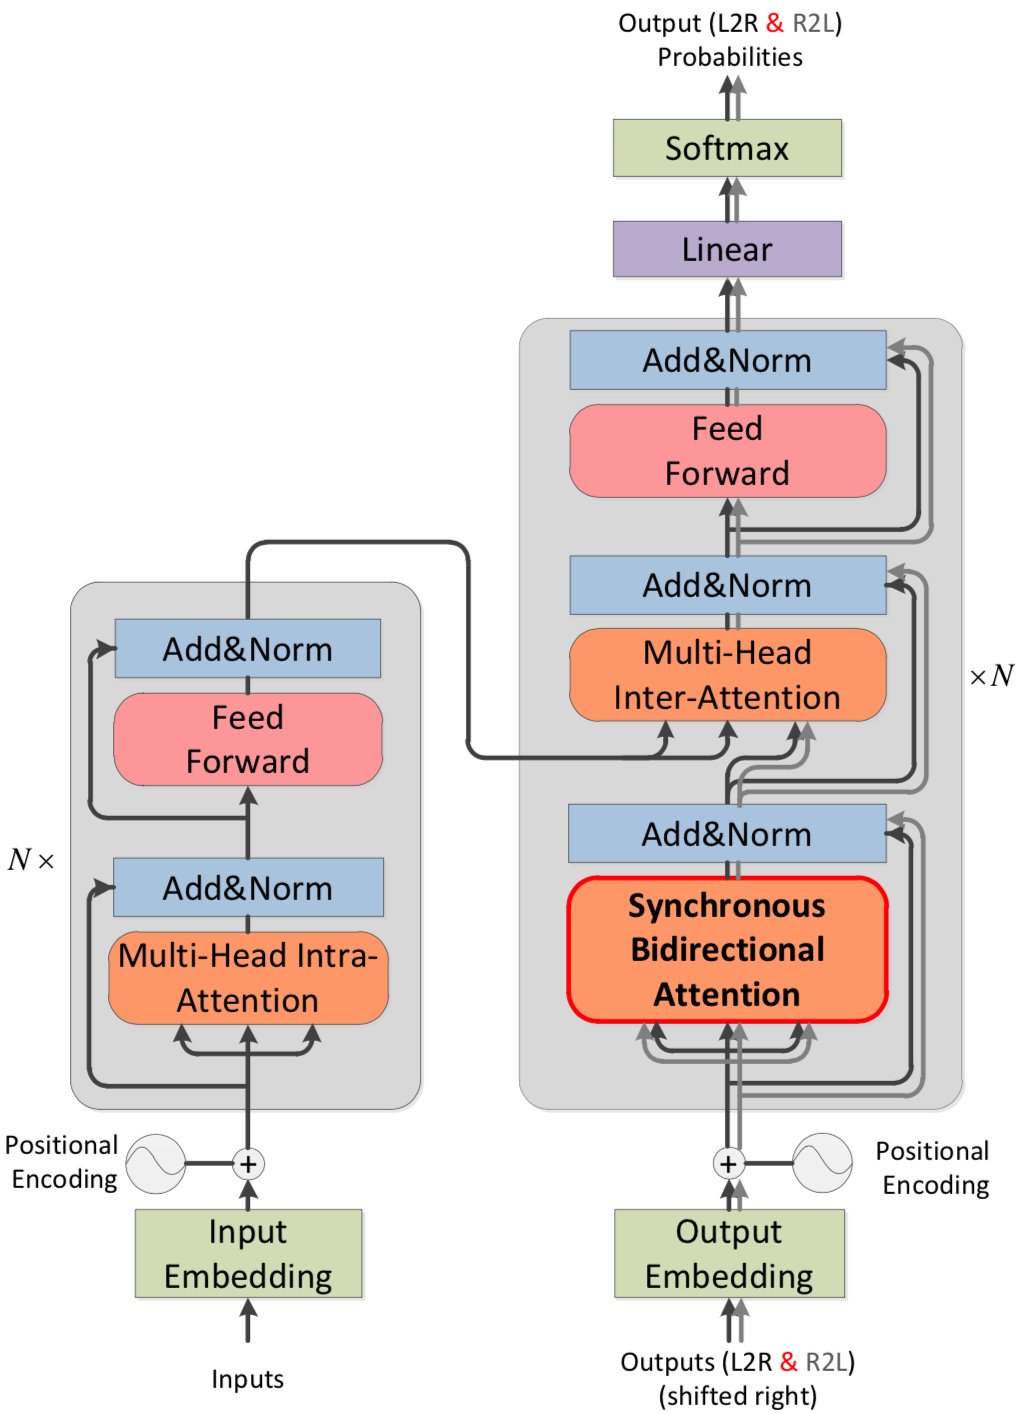 Output (L2R & R2L)
Probabilities
Softmax
Linear
Add&Norm
Feed
Forward
Add&Norm
Multi-Head
Inter-Attention
×N
Add&Norm
Synchronous
Bidirectional
Attention
Positional
Encoding
+
Output
Embedding
Outputs (L2R & R2L)
(shifted right)
Add&Norm
Feed
Forward
N×
Add&Norm
Multi-Head Intra-
Attention
Positional
Encoding
+
Input
Embedding
Inputs